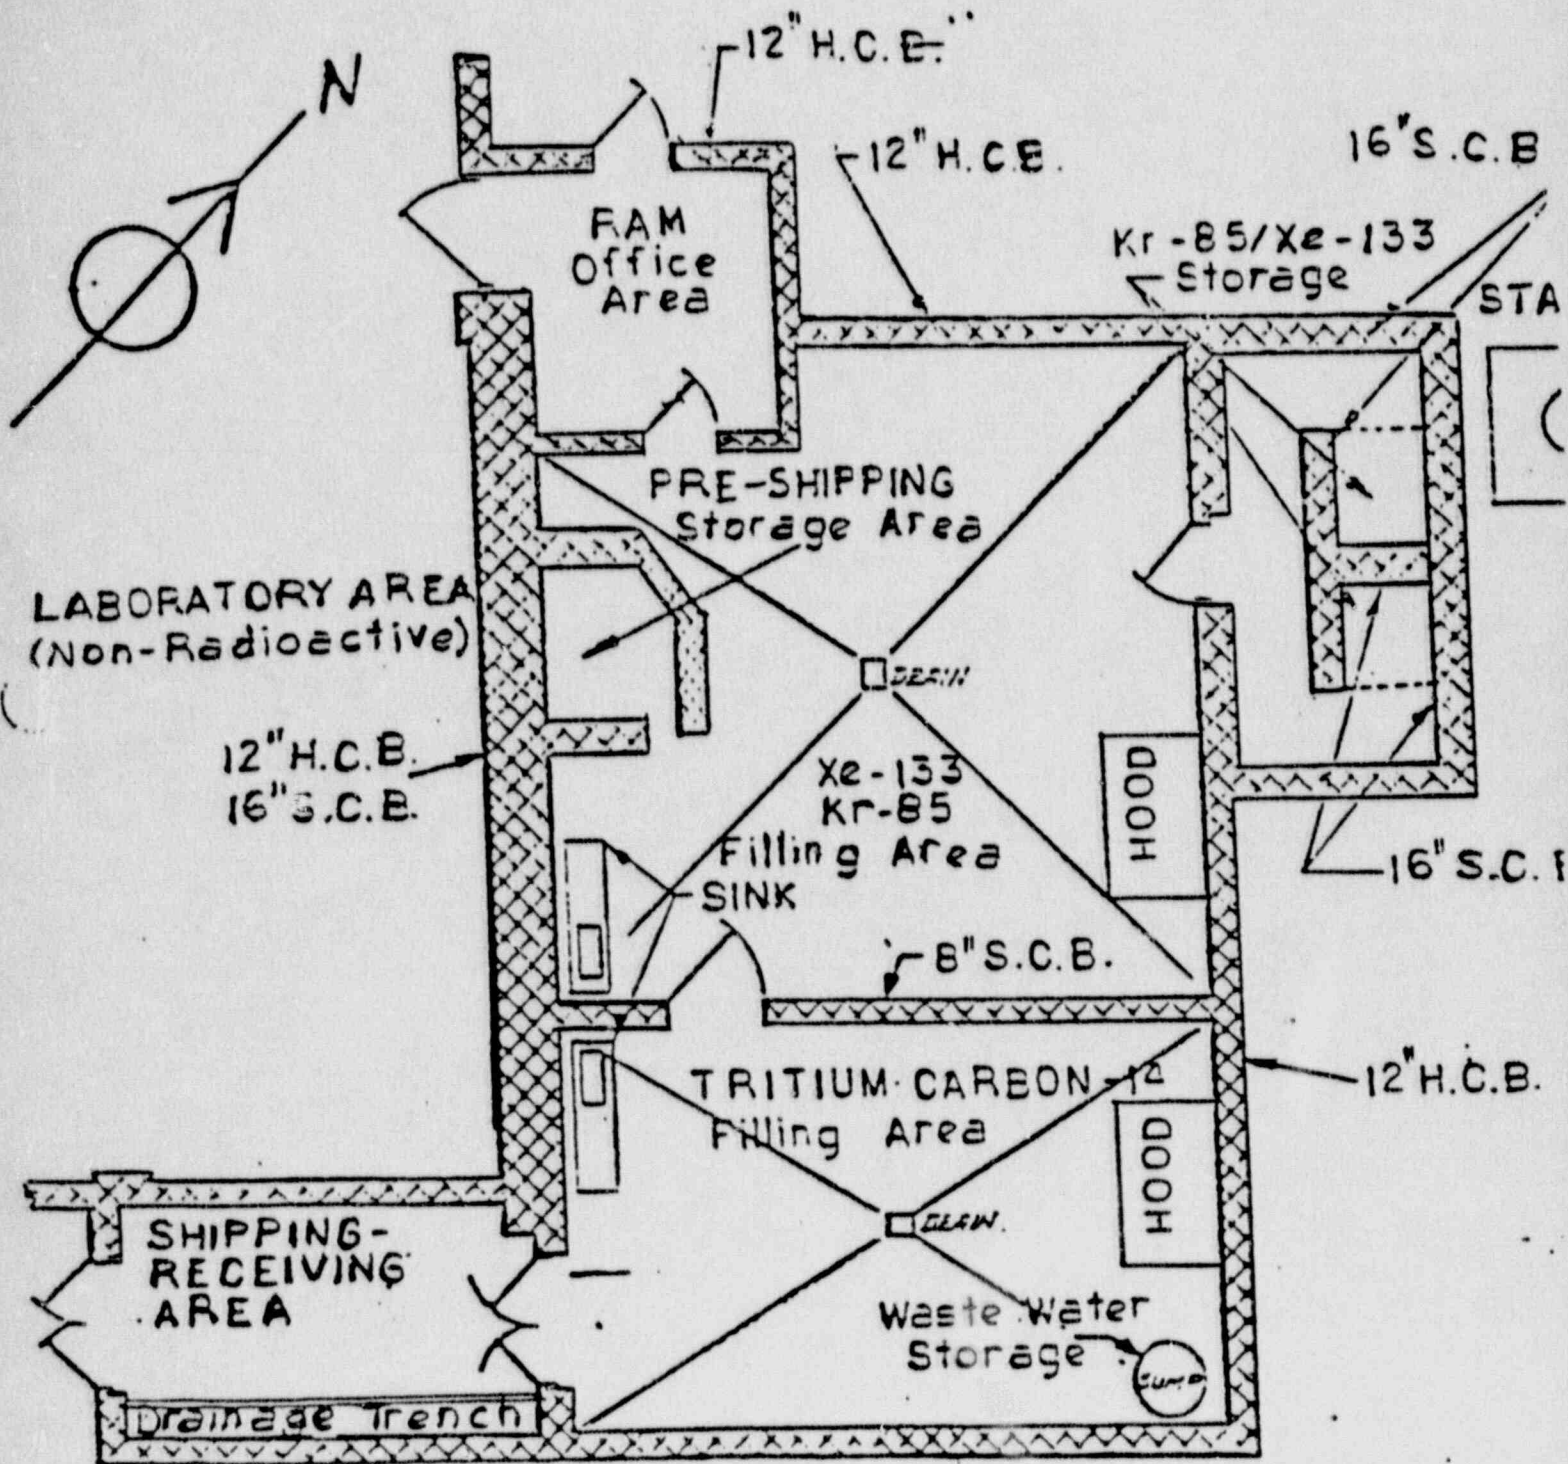 12" H.C.B.
N
12" H.C.B.
16" S.C.B
RAM
Office
Area
Kr-85/Xe-133
Storage
STA
PRE-SHIPPING
Storage Area
LABORATORY AREA
(Non-Radioactive)
DRAIN
12" H.C.B.
16" S.C.B.
Xe-133
Kr-85
Filling Area
HOOD
SINK
16" S.C.
8" S.C.B.
TRITIUM-CARBON-14
Filling Area
12" H.C.B.
HOOD
DRAIN
SHIPPING-
RECEIVING
AREA
Waste Water
Storage
SUMP
Drainage Trench